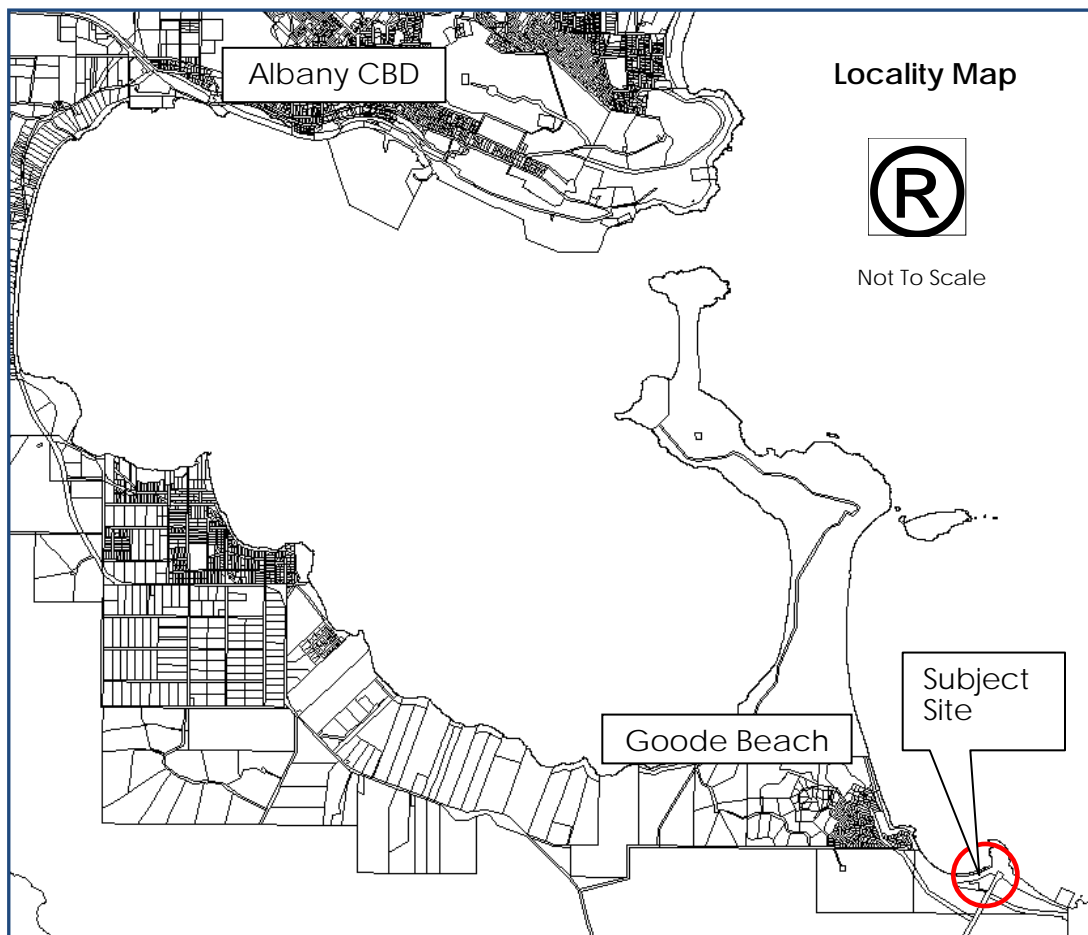 Albany CBD
Locality Map
®
Not To Scale
Subject
Site
Goode Beach